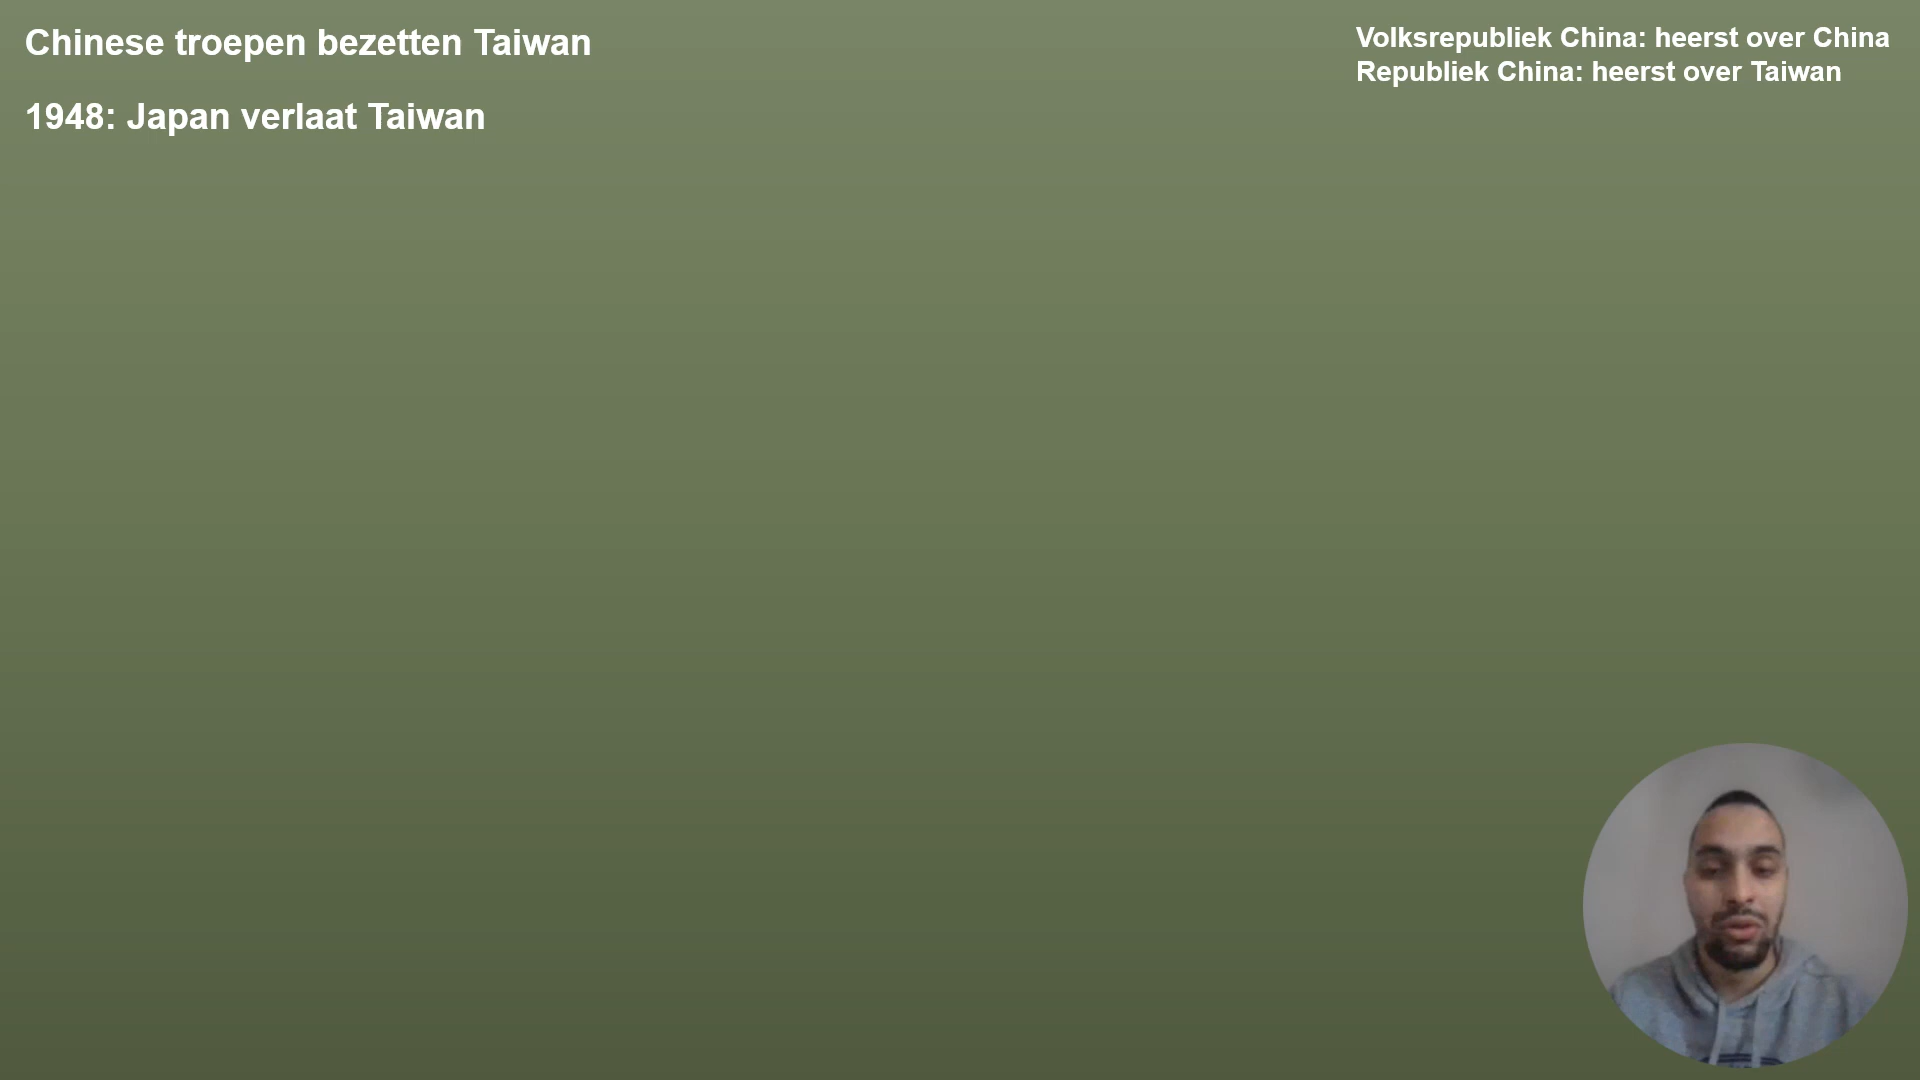 Chinese troepen bezetten Taiwan
1948: Japan verlaat Taiwan
Volksrepubliek China: heerst over China
Republiek China: heerst over Taiwan